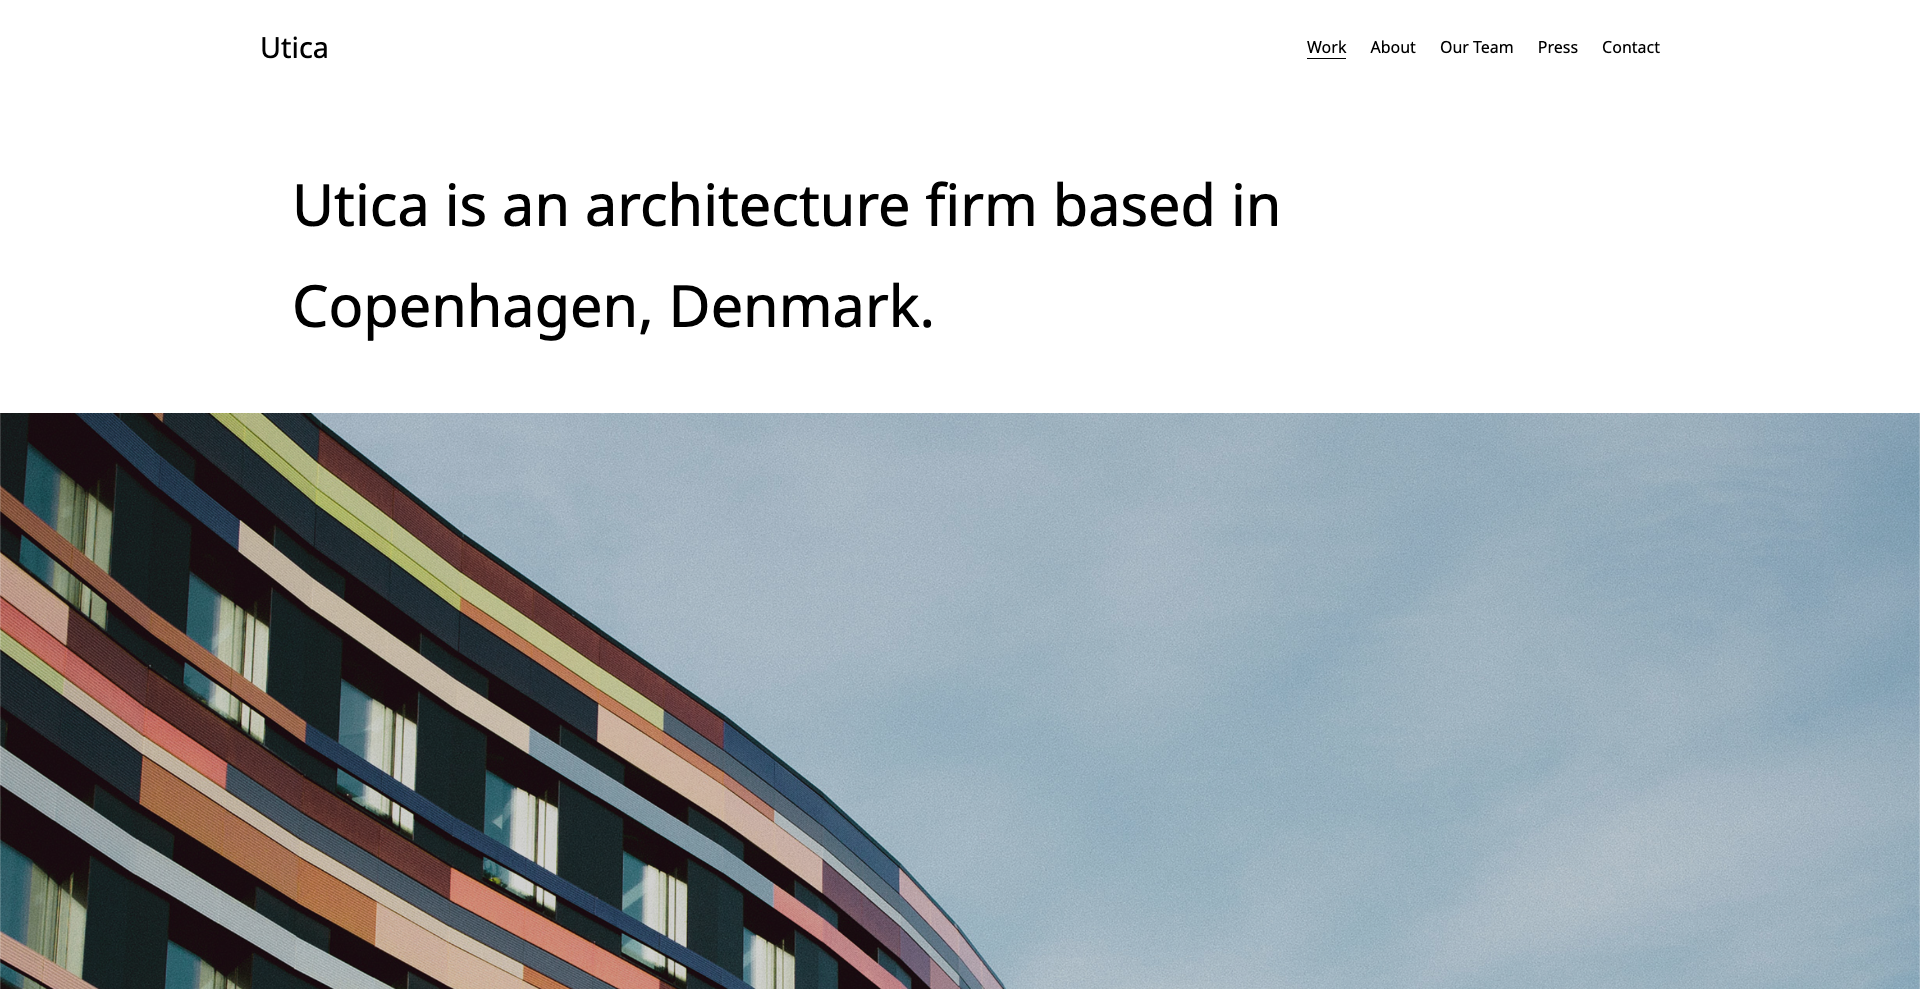 Utica
Work About Our Team Press Contact
Utica is an architecture firm based in
Copenhagen, Denmark.